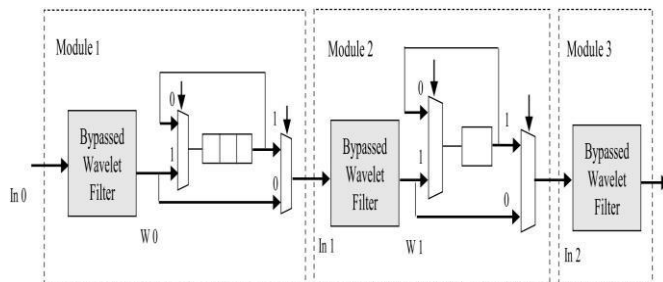 Module 1
Module 2
Module 3
0
1
1
0
Bypassed
Wavelet
Filter
In 0
W 0
0
1
1
0
Bypassed
Wavelet
Filter
In 1
W 1
Bypassed
Wavelet
Filter
In 2